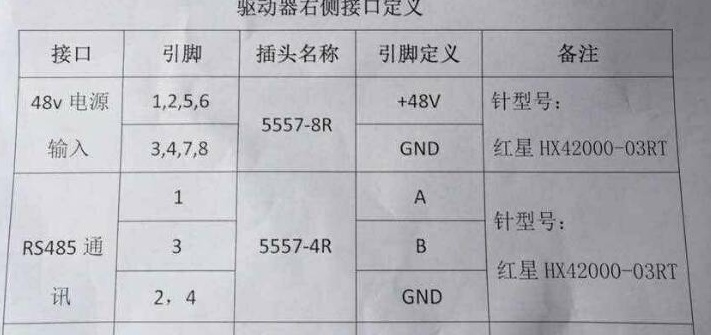 驱动器右侧接口定义
接口 引脚 插头名称 引脚定义 备注
48v 电源 1,2,5,6 +48V 针型号：
5557-8R
输入 3,4,7,8 GND 红星 HX42000-03RT
1 A
针型号：
RS485 通 3 5557-4R B
红星 HX42000-03RT
讯 2，4 GND